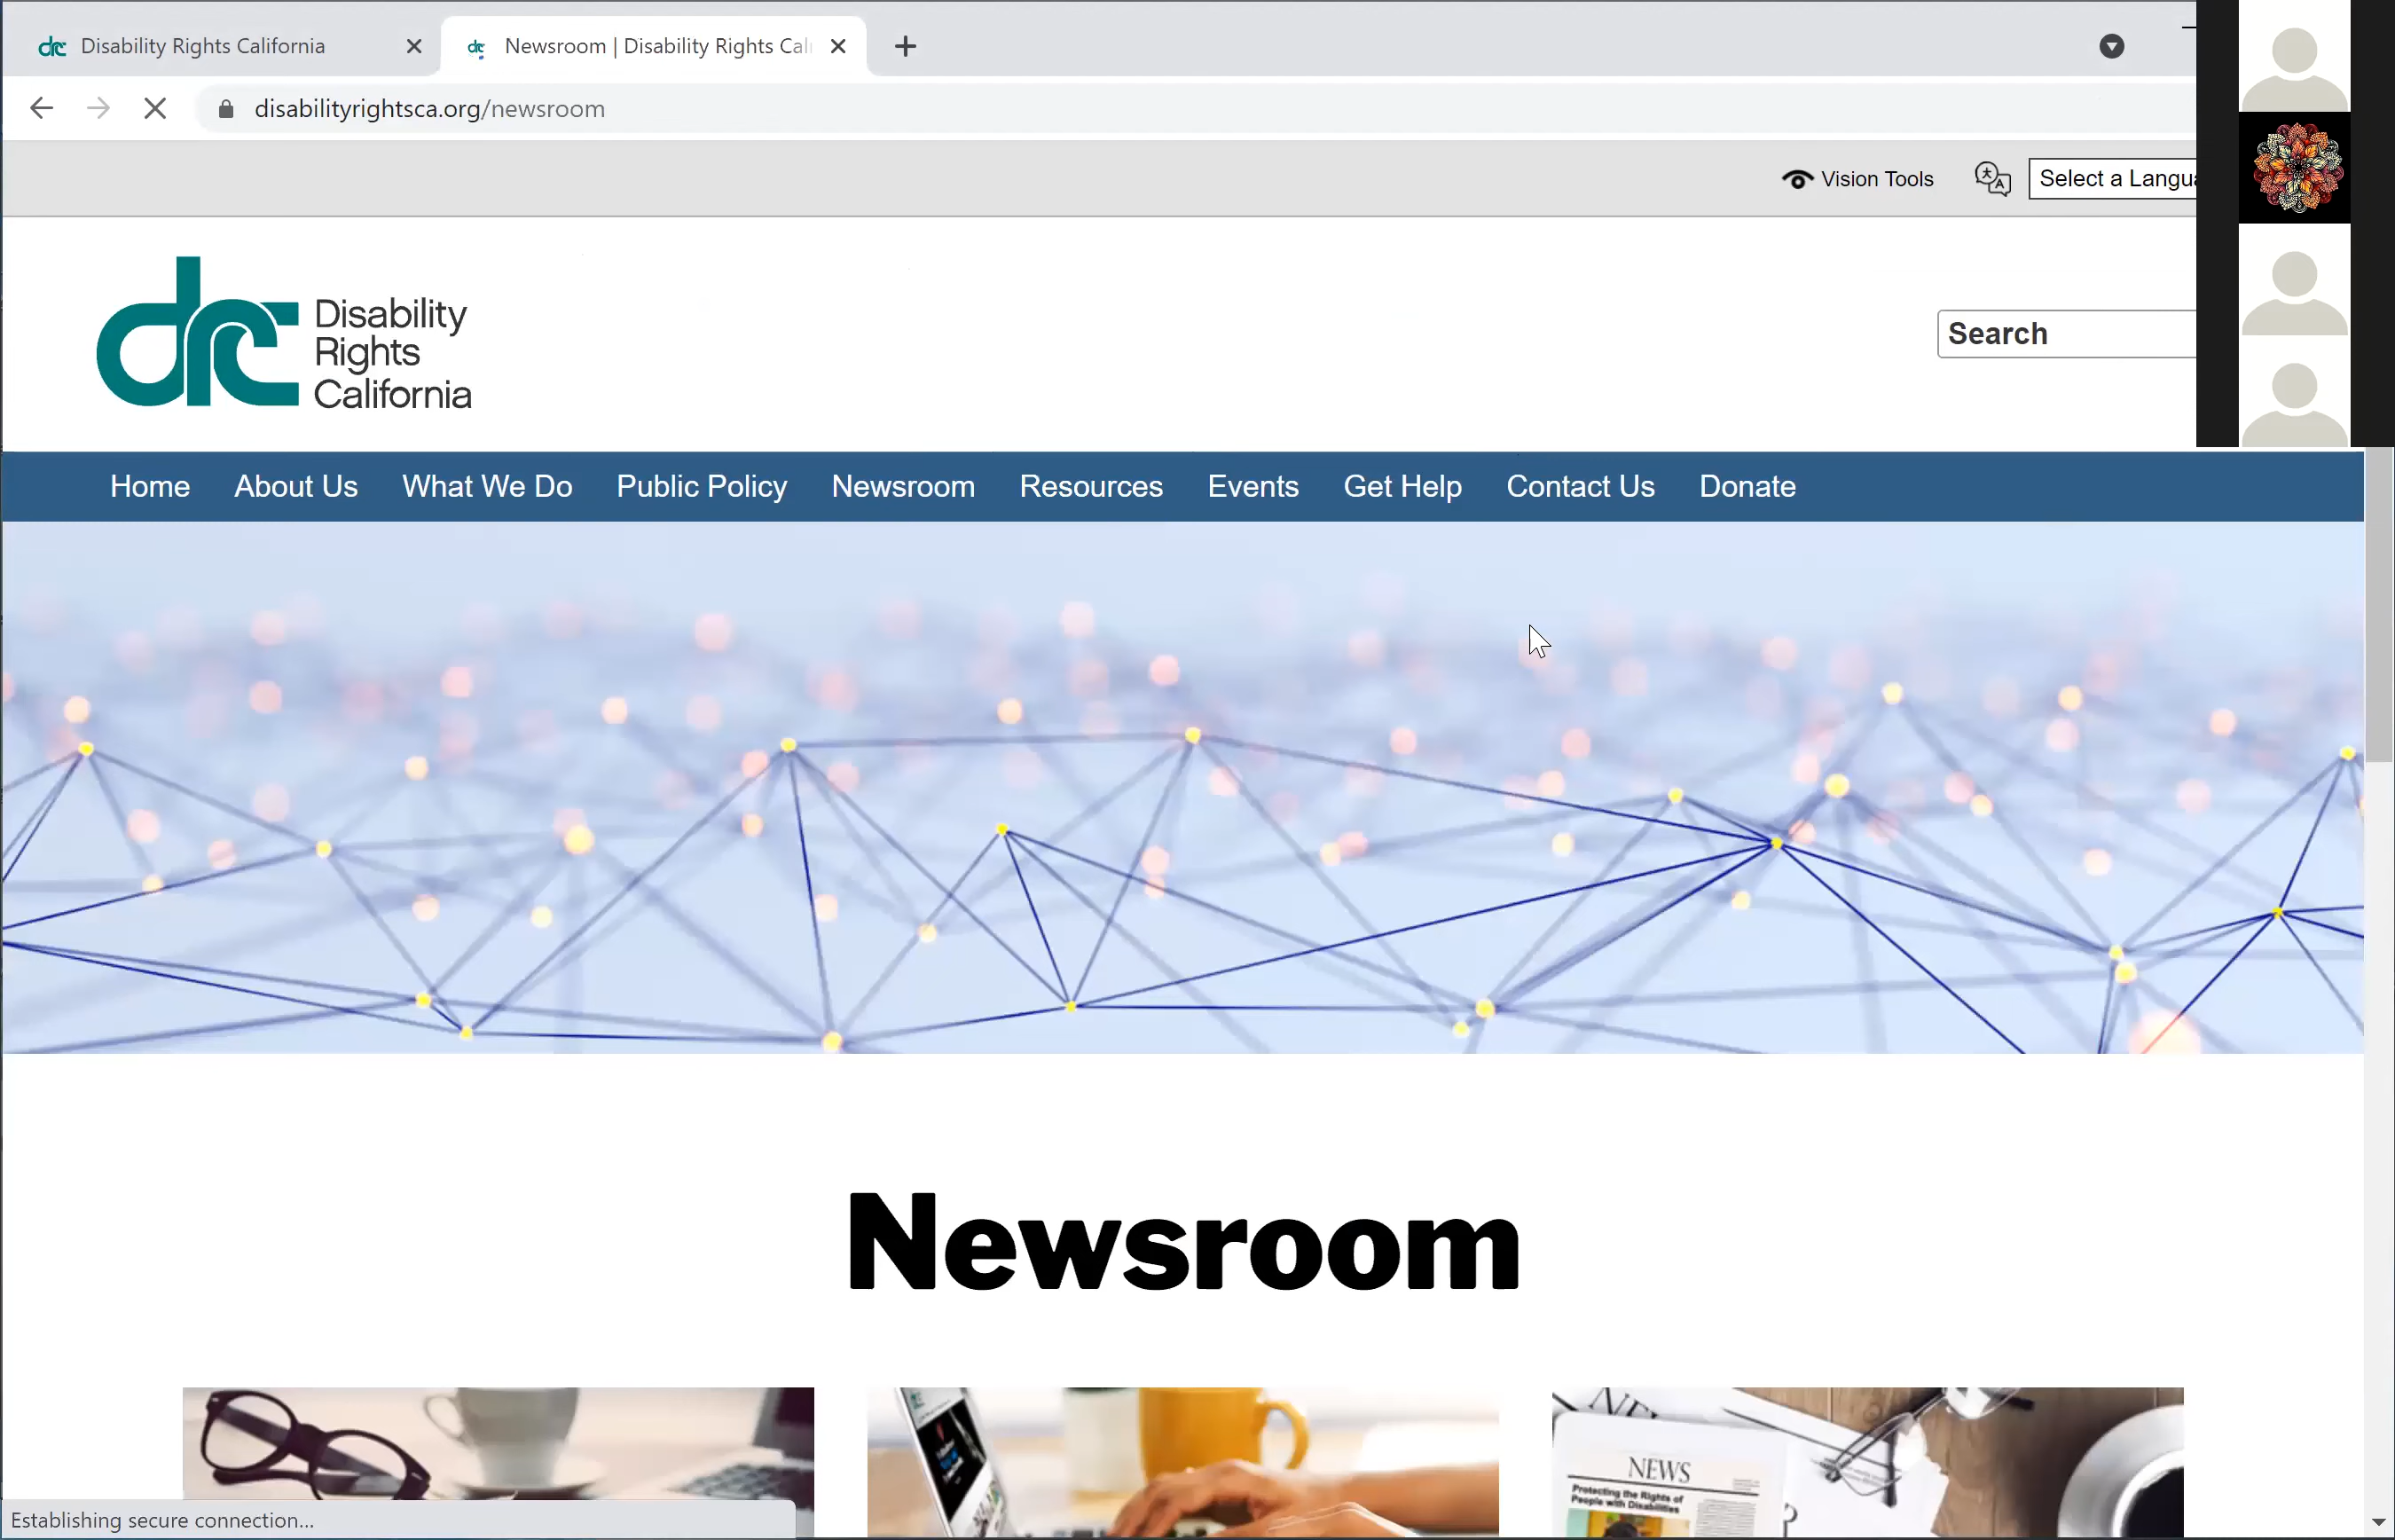 Disability Rights California
Newsroom | Disability Rights Cal
disabilityrightsca.org/newsroom
Vision Tools
Select a Langua
Disability
Rights
California
Search
Home About Us What We Do Public Policy Newsroom Resources Events Get Help Contact Us Donate
Newsroom
NEWS
Protecting the Rights of
People with Disabilities
Establishing secure connection...